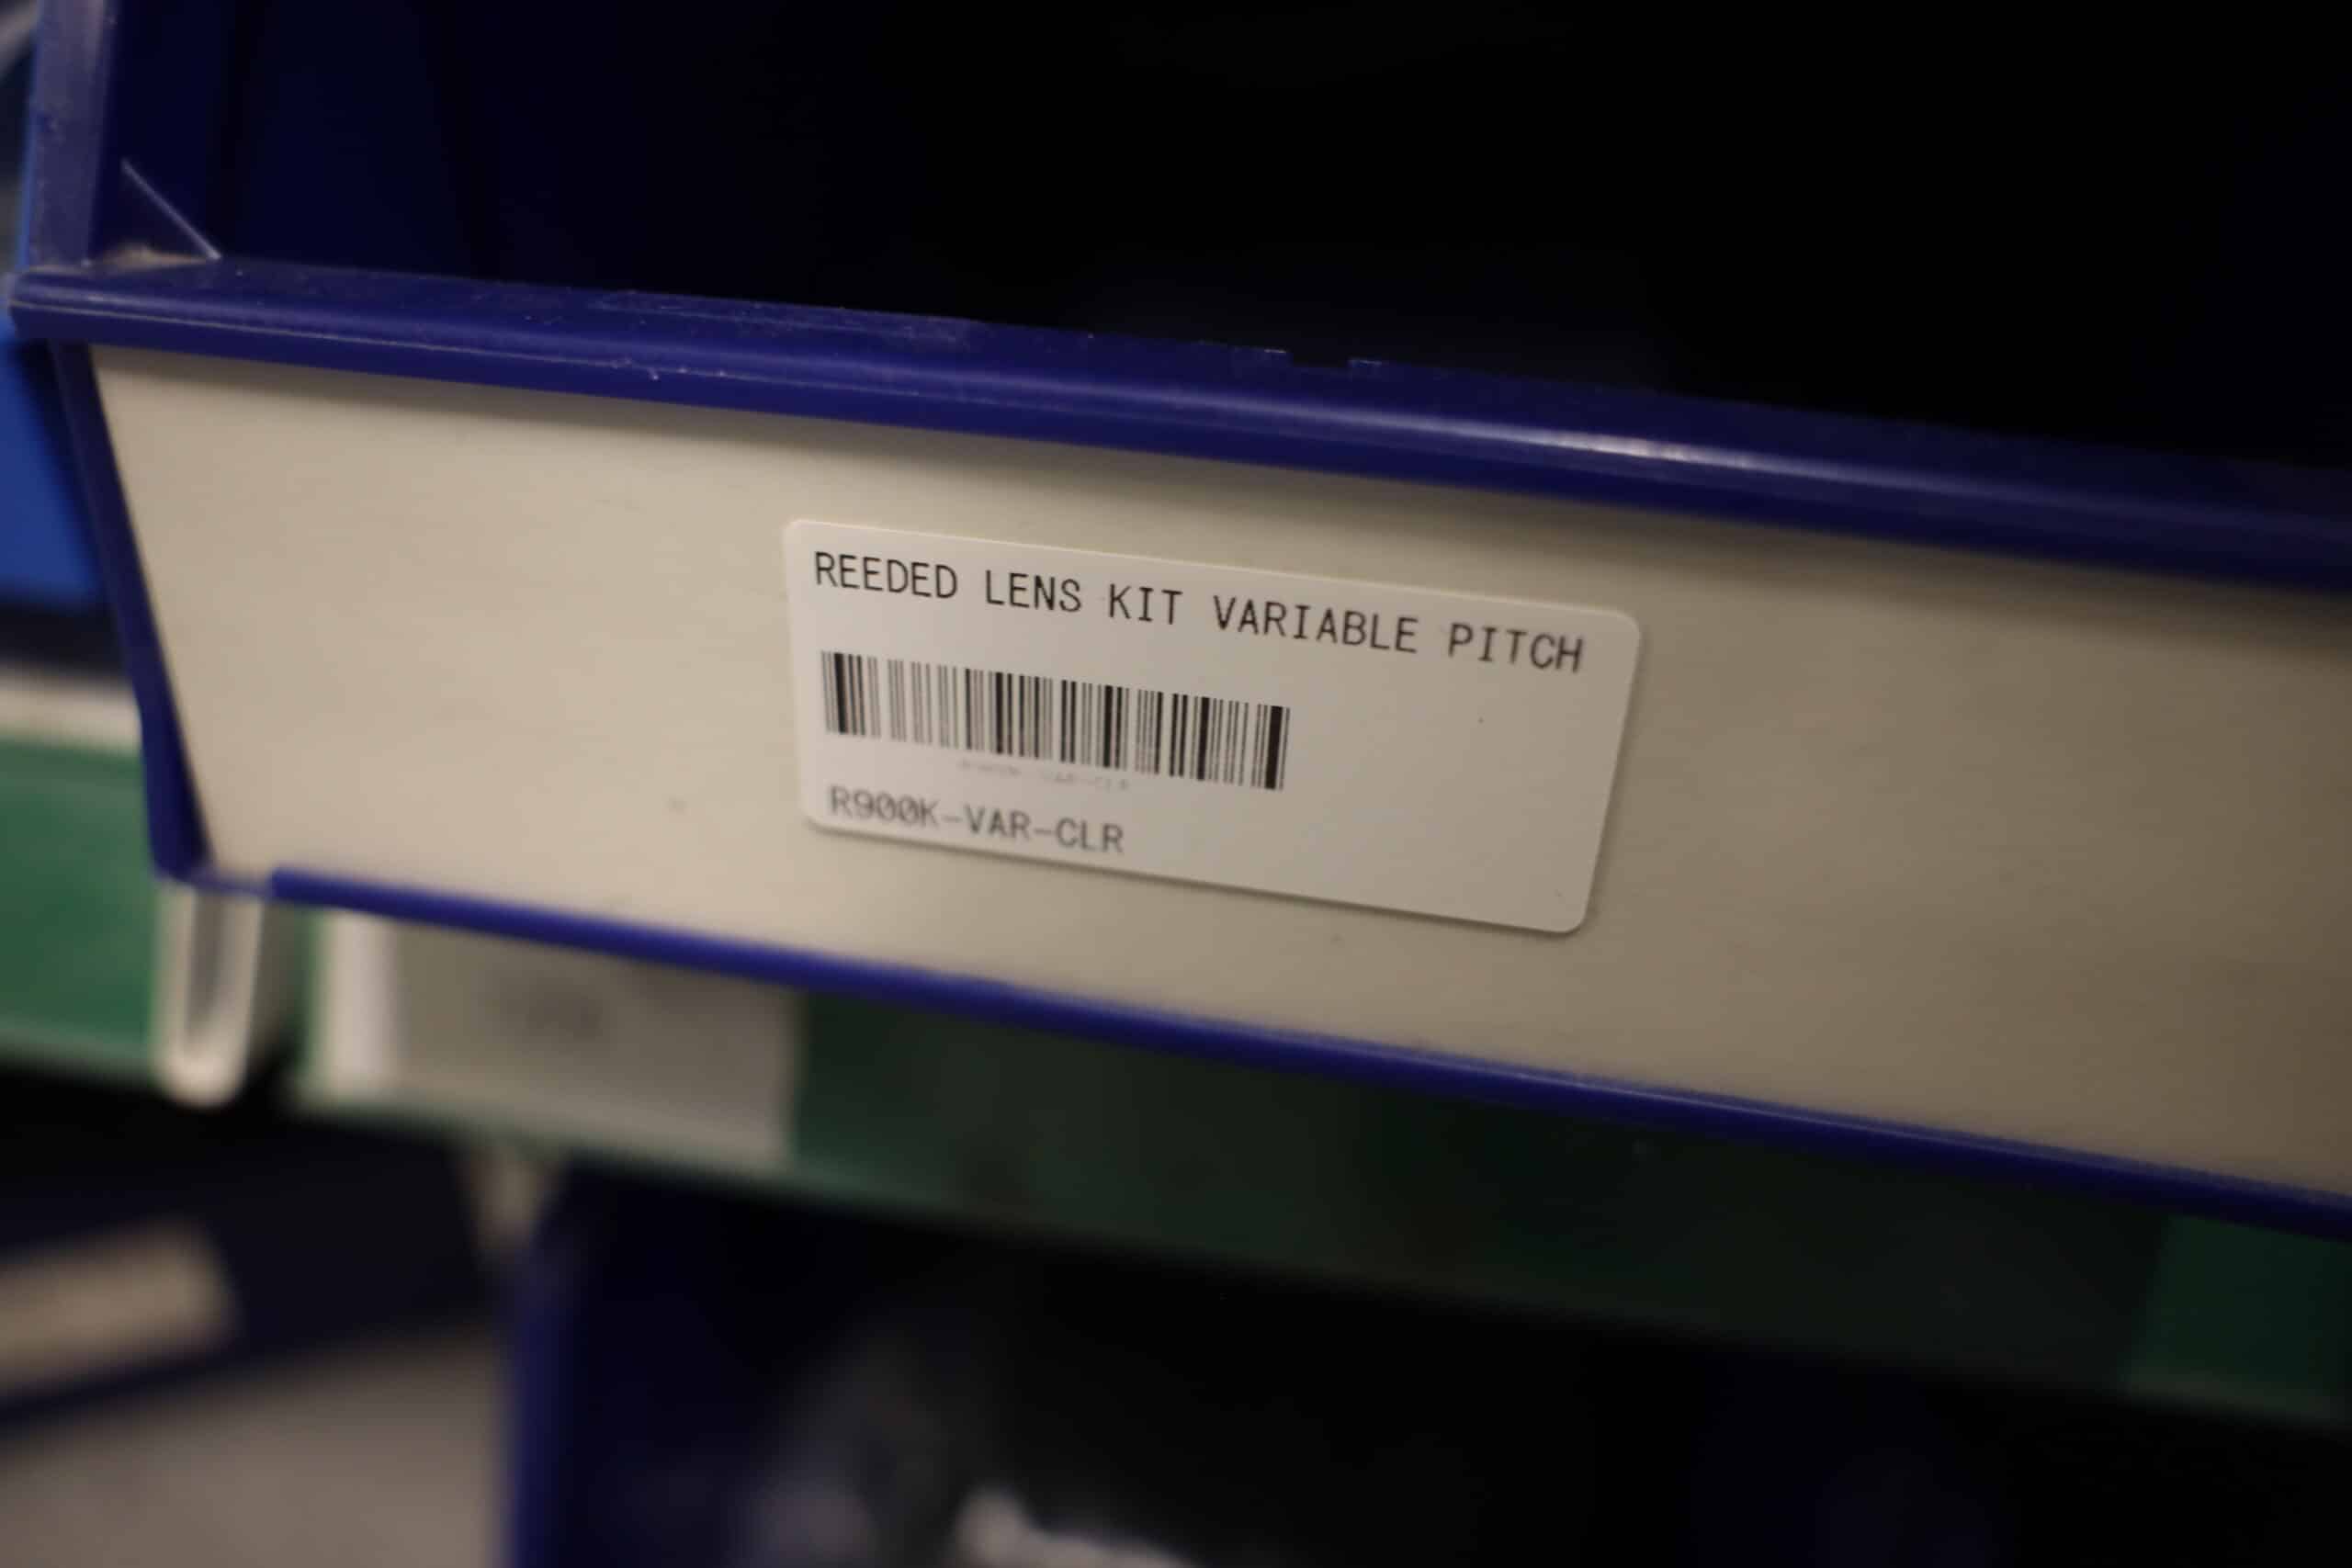 REEDED LENS KIT VARIABLE PITCH
R900K-VAR-CLR